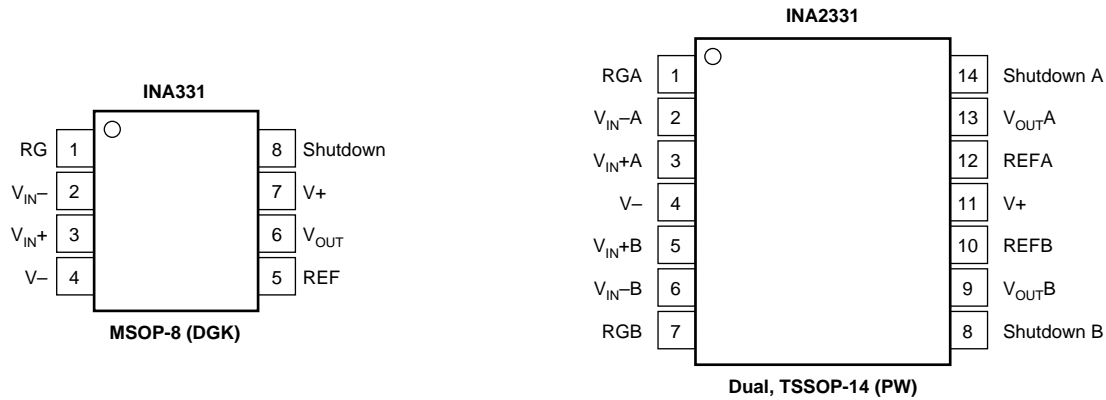 INA331
RG 1 8 Shutdown
V_IN– 2 7 V+
V_IN+ 3 6 V_OUT
V– 4 5 REF
MSOP-8 (DGK)
INA2331
RGA 1 14 Shutdown A
V_IN–A 2 13 V_OUTA
V_IN+A 3 12 REFA
V– 4 11 V+
V_IN+B 5 10 REFB
V_IN–B 6 9 V_OUTB
RGB 7 8 Shutdown B
Dual, TSSOP-14 (PW)